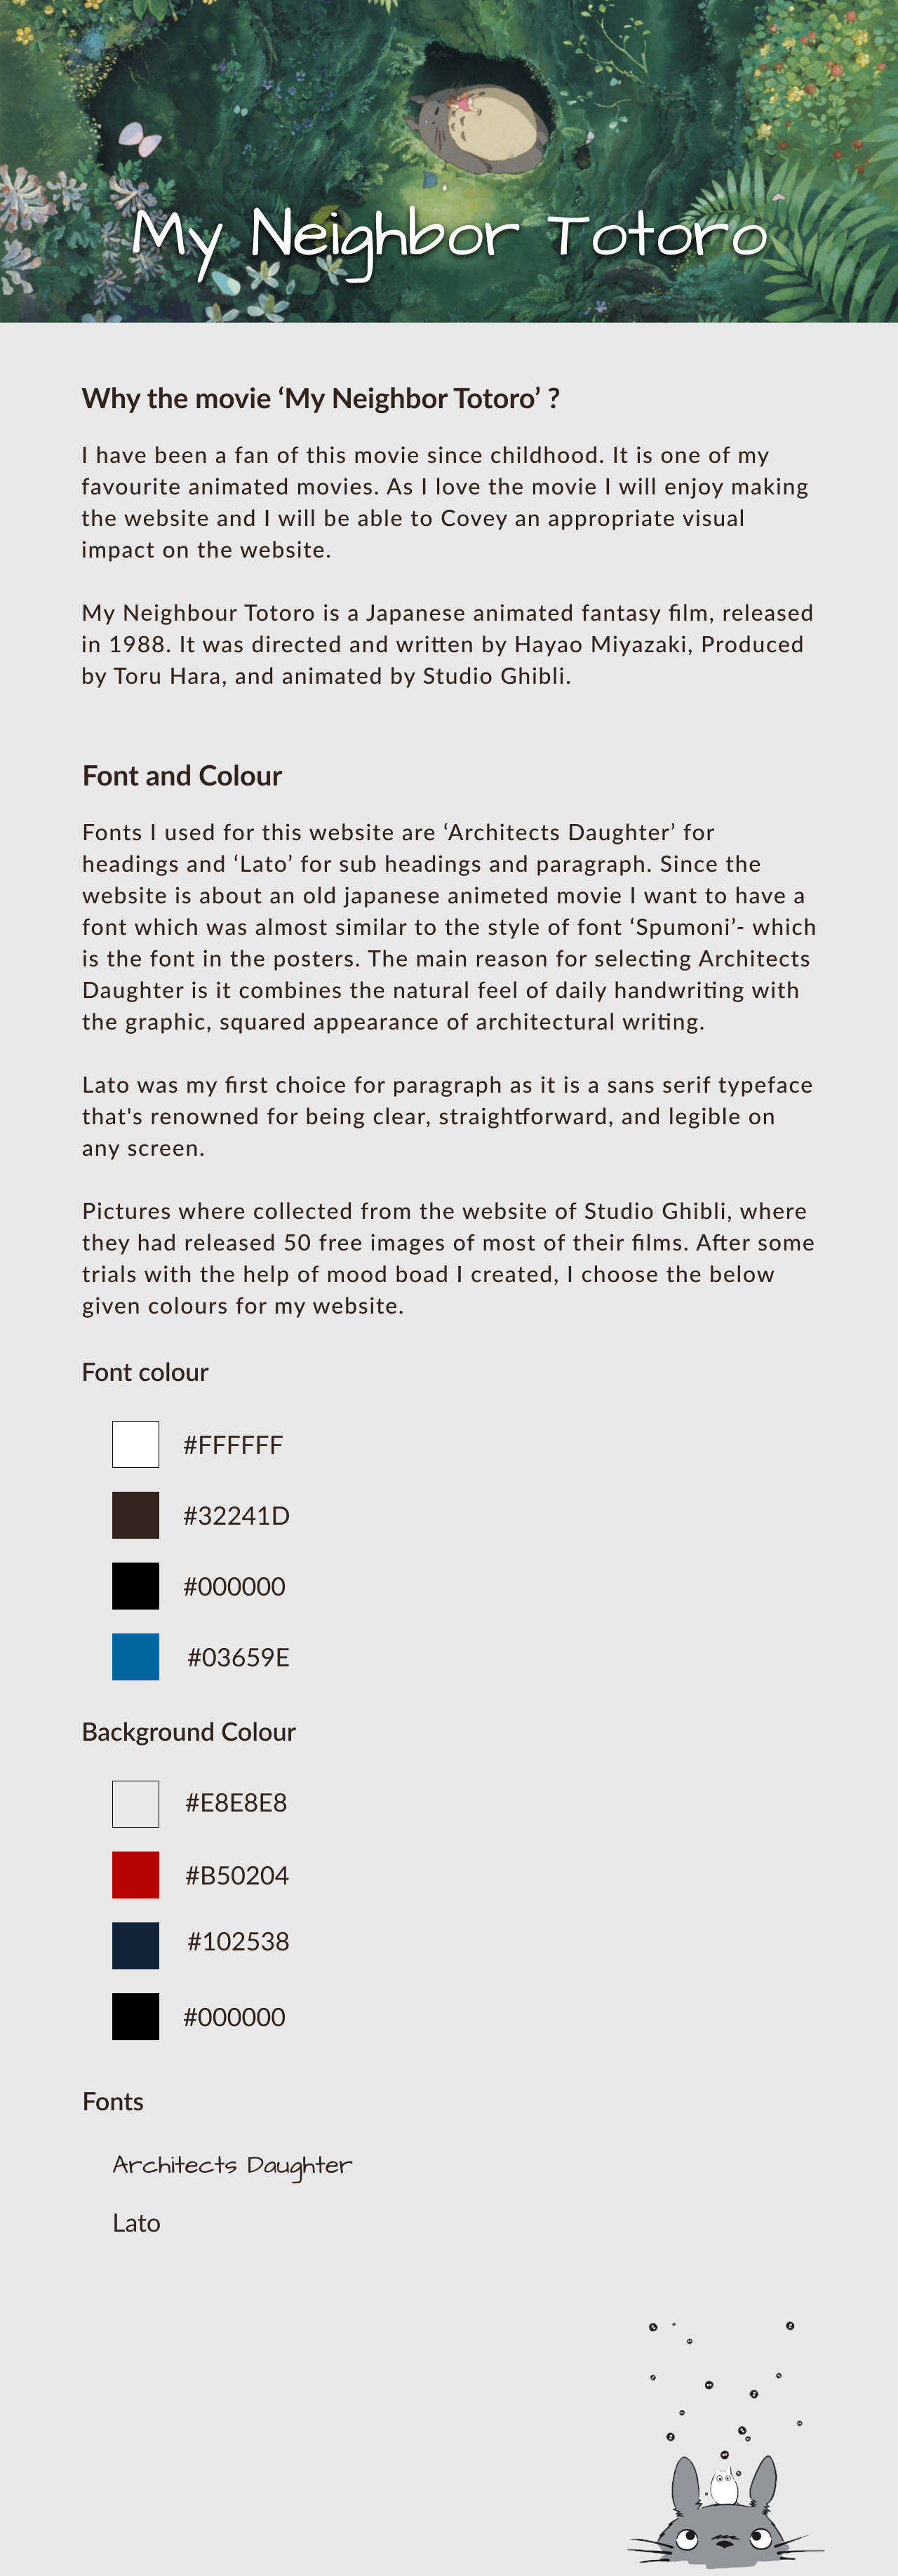 My Neighbor Totoro
Why the movie ‘My Neighbor Totoro’ ?
I have been a fan of this movie since childhood. It is one of my
favourite animated movies. As I love the movie I will enjoy making
the website and I will be able to Covey an appropriate visual
impact on the website.
My Neighbour Totoro is a Japanese animated fantasy film, released
in 1988. It was directed and written by Hayao Miyazaki, Produced
by Toru Hara, and animated by Studio Ghibli.
Font and Colour
Fonts I used for this website are ‘Architects Daughter’ for
headings and ‘Lato’ for sub headings and paragraph. Since the
website is about an old japanese animeted movie I want to have a
font which was almost similar to the style of font ‘Spumoni’- which
is the font in the posters. The main reason for selecting Architects
Daughter is it combines the natural feel of daily handwriting with
the graphic, squared appearance of architectural writing.
Lato was my first choice for paragraph as it is a sans serif typeface
that's renowned for being clear, straightforward, and legible on
any screen.
Pictures where collected from the website of Studio Ghibli, where
they had released 50 free images of most of their films. After some
trials with the help of mood boad I created, I choose the below
given colours for my website.
Font colour
#FFFFFF
#32241D
#000000
#03659E
Background Colour
#E8E8E8
#B50204
#102538
#000000
Fonts
Architects Daughter
Lato